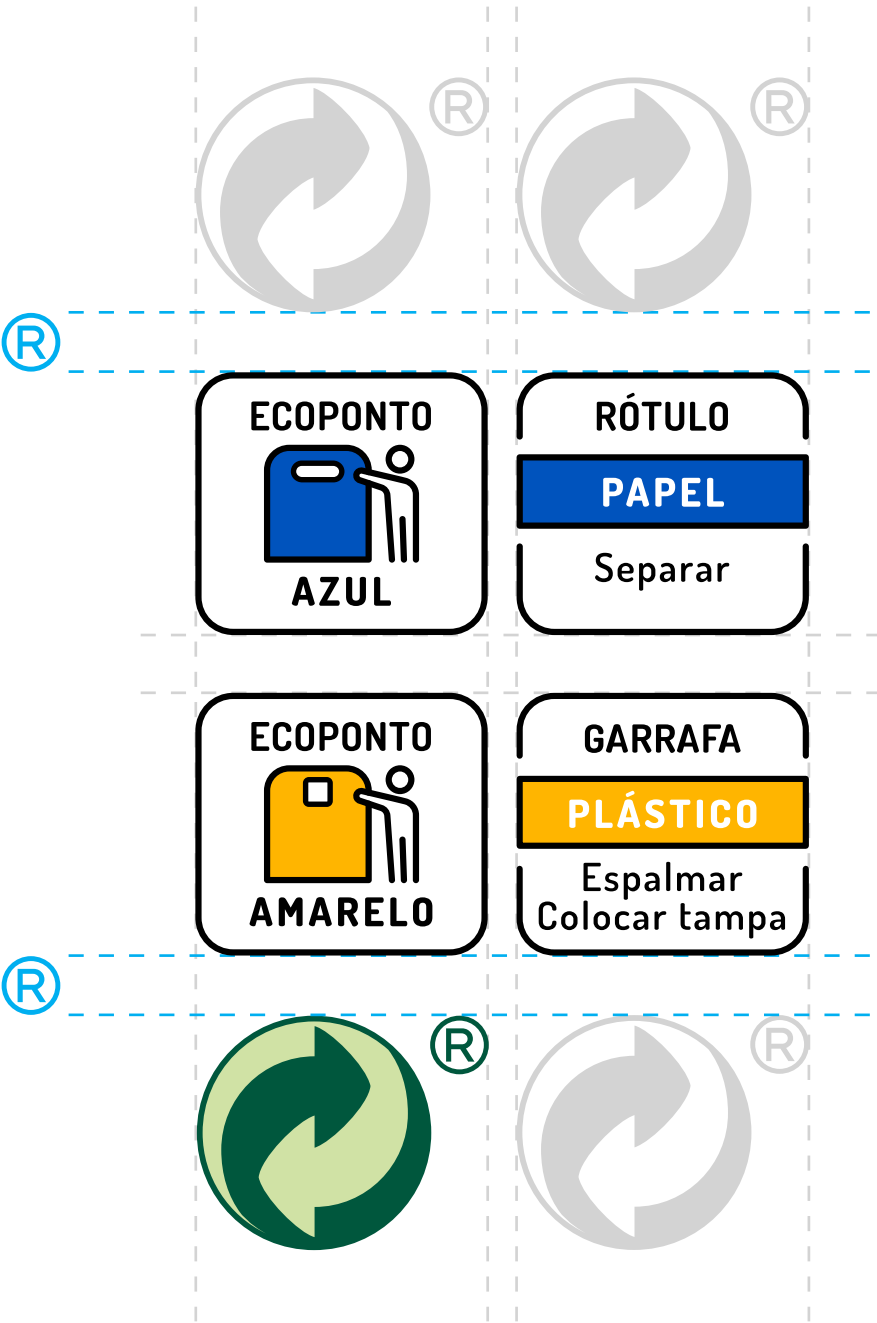 ®
®
®
ECOPONTO
AZUL
RÓTULO
PAPEL
Separar
ECOPONTO
AMARELO
GARRAFA
PLÁSTICO
Espalmar
Colocar tampa
®
®
®